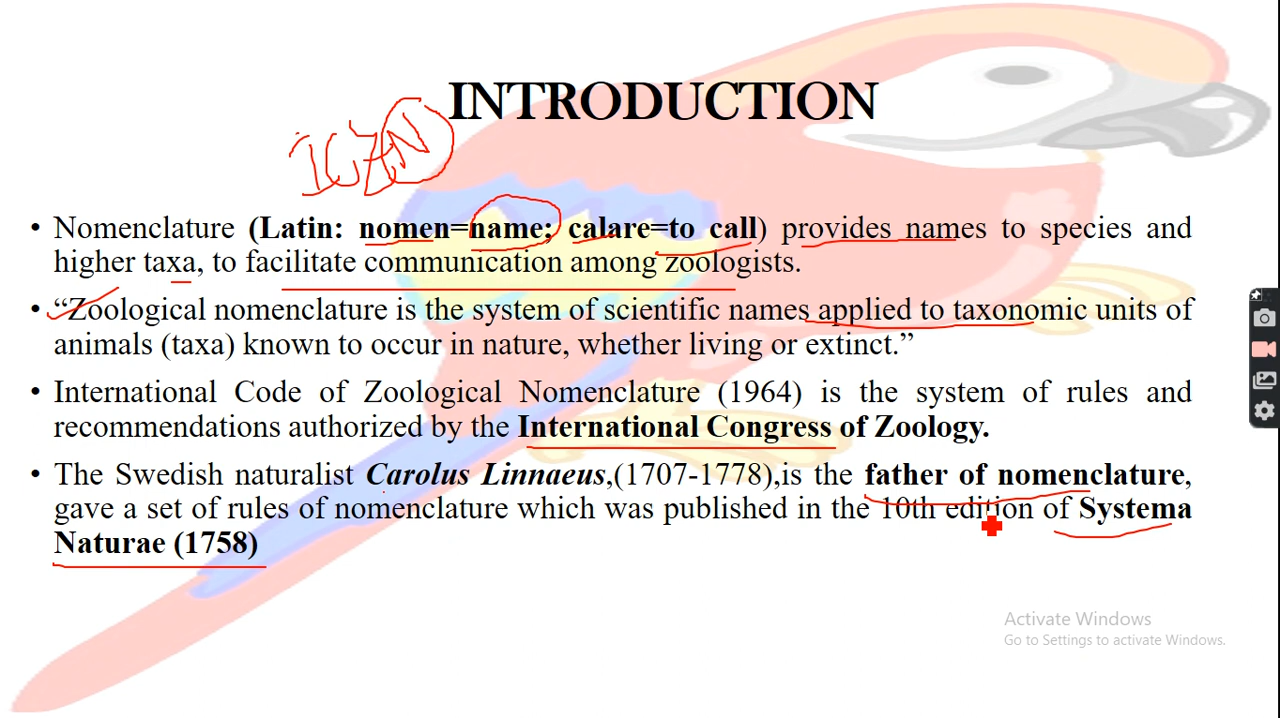 INTRODUCTION
ICZN
• Nomenclature (Latin: nomen=name; calare=to call) provides names to species and
higher taxa, to facilitate communication among zoologists.
• “Zoological nomenclature is the system of scientific names applied to taxonomic units of
animals (taxa) known to occur in nature, whether living or extinct.”
• International Code of Zoological Nomenclature (1964) is the system of rules and
recommendations authorized by the International Congress of Zoology.
• The Swedish naturalist Carolus Linnaeus,(1707-1778),is the father of nomenclature,
gave a set of rules of nomenclature which was published in the 10th edition of Systema
Naturae (1758)
Activate Windows
Go to Settings to activate Windows.